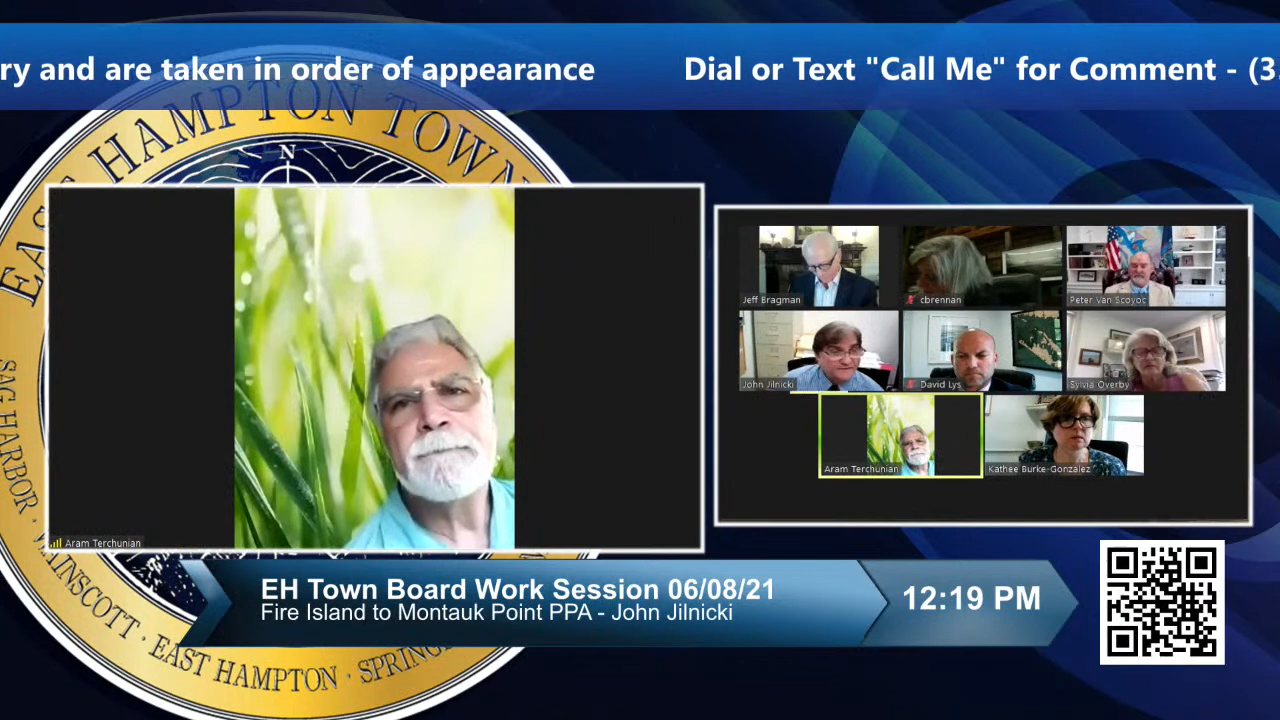 ry and are taken in order of appearance Dial or Text "Call Me" for Comment - (3
EAST HAMPTON TOWN
N
SAG HARBOR · WAINSCOTT · EAST HAMPTON · SPRING
Aram Terchunian
Jeff Bragman
cbrennan
Peter Van Scoyoc
John Jilnicki
David Lys
Sylvia Overby
Aram Terchunian
Kathee Burke-Gonzalez
EH Town Board Work Session 06/08/21
Fire Island to Montauk Point PPA - John Jilnicki
12:19 PM